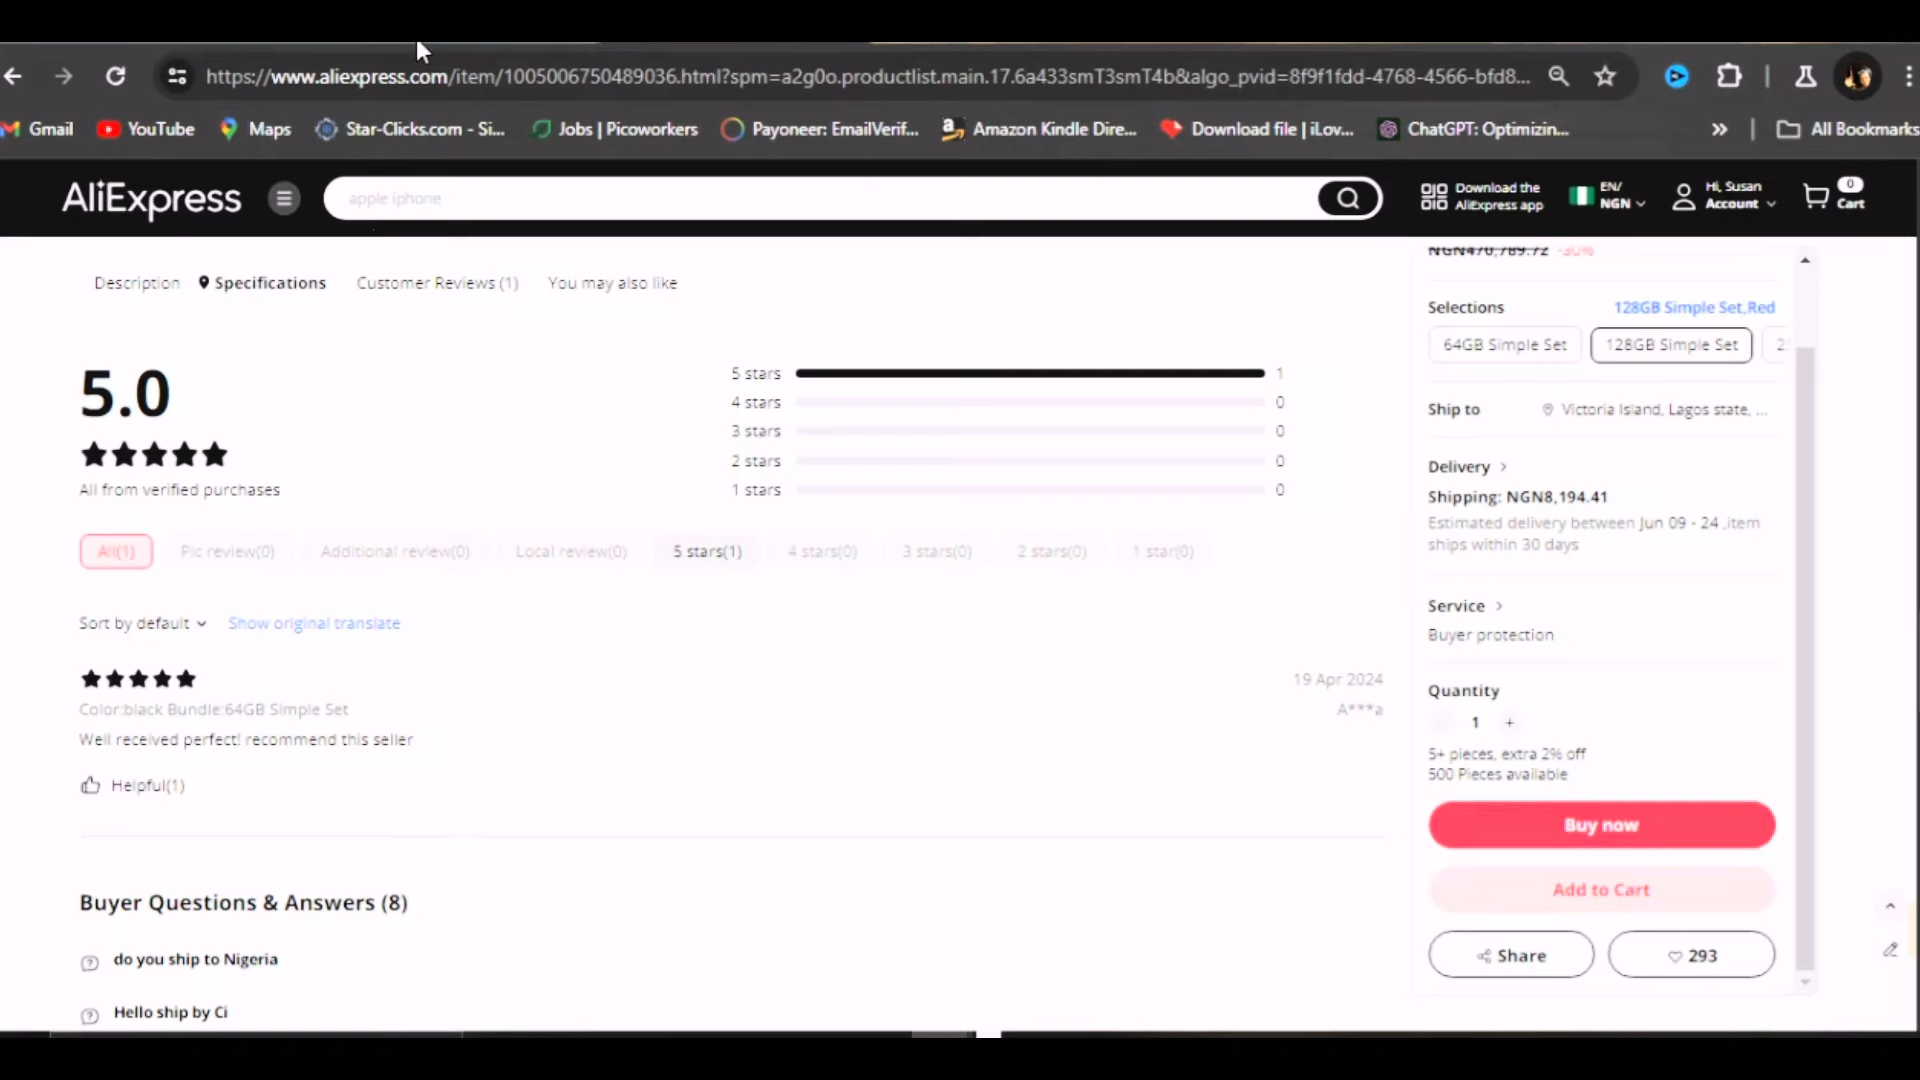 https://www.aliexpress.com/item/1005006750489036.html?spm=a2g0o.productlist.main.17.6a433smT3smT4b&algo_pvid=8f9f1fdd-4768-4566-bfd8...
Gmail YouTube Maps Star-Clicks.com - Si... Jobs | Picoworkers Payoneer: EmailVerif... Amazon Kindle Dire... Download file | iLov... ChatGPT: Optimizin... » All Bookmarks
AliExpress
apple iphone
Download the
AliExpress app
EN/
NGN
Hi, Susan
Account
0
Cart
Description Specifications Customer Reviews (1) You may also like
5.0
All from verified purchases
5 stars 1
4 stars 0
3 stars 0
2 stars 0
1 stars 0
All(1) Pic review(0) Additional review(0) Local review(0) 5 stars(1) 4 stars(0) 3 stars(0) 2 stars(0) 1 star(0)
Sort by default Show original translate
19 Apr 2024
Color:black Bundle:64GB Simple Set
A***a
Well received perfect! recommend this seller
Helpful(1)
Buyer Questions & Answers (8)
do you ship to Nigeria
Hello ship by Ci
NGN470,789.72 -30%
Selections 128GB Simple Set,Red
64GB Simple Set 128GB Simple Set
Ship to Victoria Island, Lagos state, ...
Delivery >
Shipping: NGN8,194.41
Estimated delivery between Jun 09 - 24 ,item
ships within 30 days
Service >
Buyer protection
Quantity
- 1 +
5+ pieces, extra 2% off
500 Pieces available
Buy now
Add to Cart
Share 293